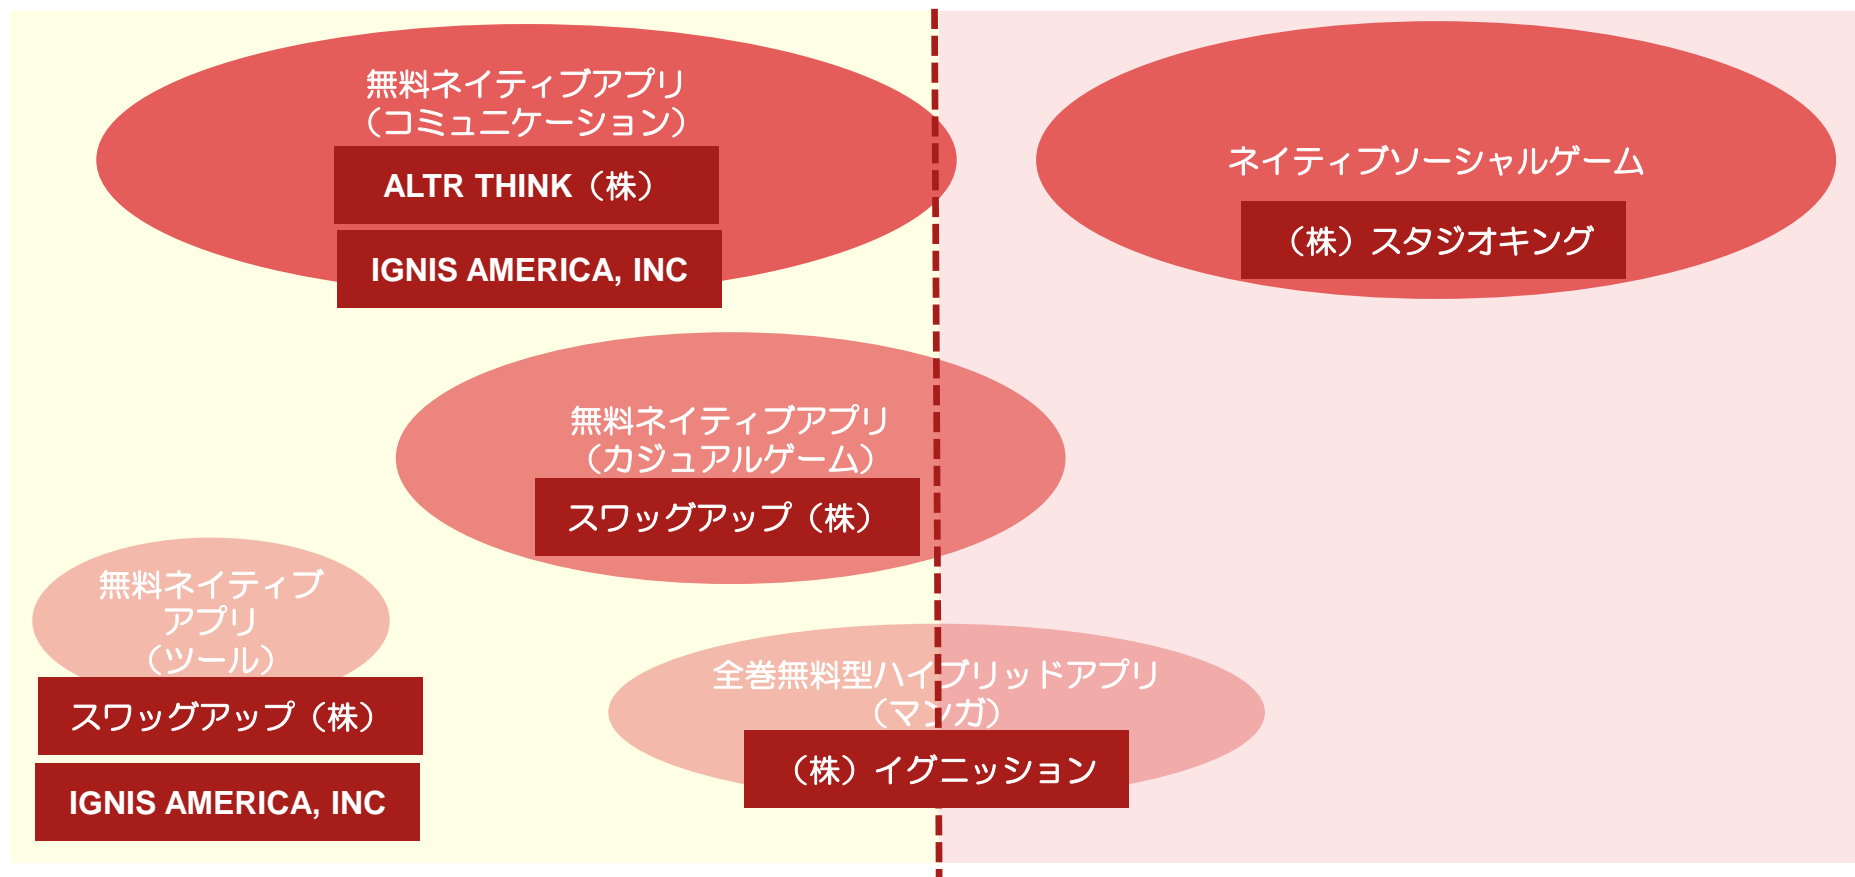 無料ネイティブアプリ
（コミュニケーション）
ALTR THINK（株）
IGNIS AMERICA, INC
ネイティブソーシャルゲーム
（株）スタジオキング
無料ネイティブアプリ
（カジュアルゲーム）
スワッグアップ（株）
無料ネイティブ
アプリ
（ツール）
スワッグアップ（株）
IGNIS AMERICA, INC
全巻無料型ハイブリッドアプリ
（マンガ）
（株）イグニッション